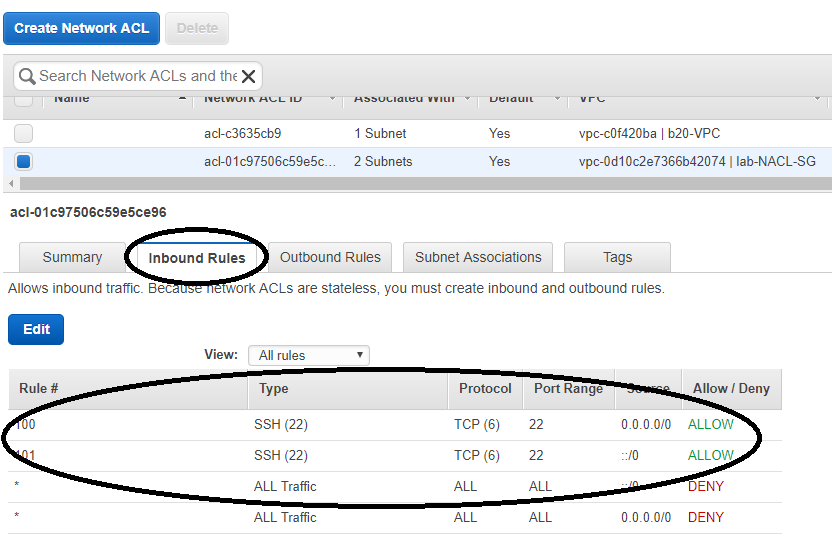 Create Network ACL Delete
Search Network ACLs and the
Name Network ACL ID Associated With Default VPC
acl-c3635cb9 1 Subnet Yes vpc-c0f420ba | b20-VPC
acl-01c97506c59e5c... 2 Subnets Yes vpc-0d10c2e7366b42074 | lab-NACL-SG
acl-01c97506c59e5ce96
Summary Inbound Rules Outbound Rules Subnet Associations Tags
Allows inbound traffic. Because network ACLs are stateless, you must create inbound and outbound rules.
Edit
View: All rules
Rule # Type Protocol Port Range Source Allow / Deny
100 SSH (22) TCP (6) 22 0.0.0.0/0 ALLOW
101 SSH (22) TCP (6) 22 ::/0 ALLOW
* ALL Traffic ALL ALL ::/0 DENY
* ALL Traffic ALL ALL 0.0.0.0/0 DENY